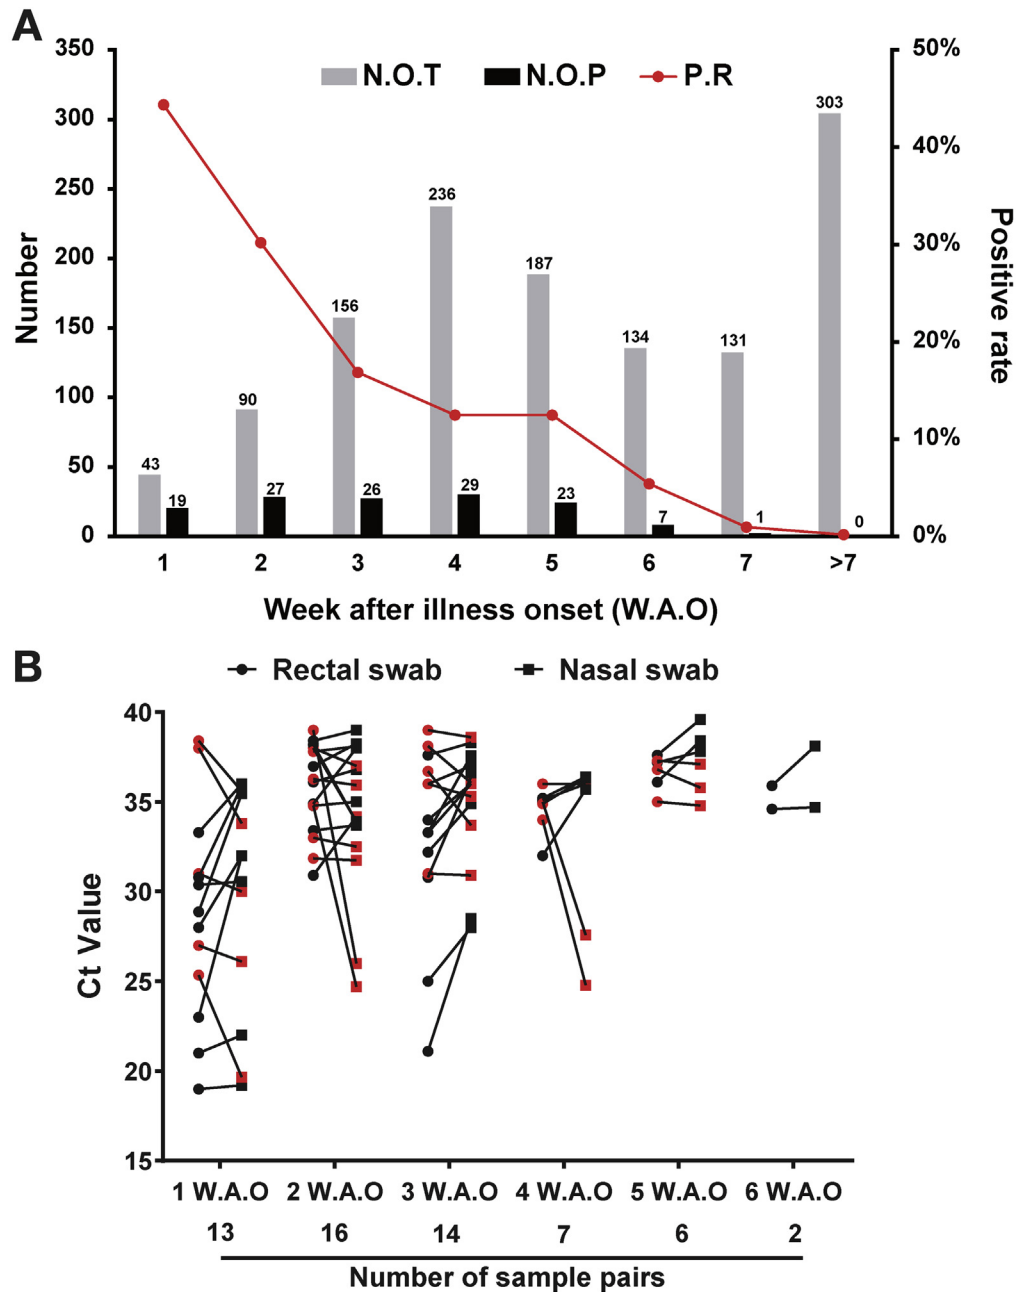 A
350 50%
N.O.T N.O.P P.R
303
300
40%
250
236
30%
200
187
156
150
134 131
20%
100
90
10%
50
43
19 27 26 29 23 7 1 0
0 0%
Number
Positive rate
1 2 3 4 5 6 7 >7
Week after illness onset (W.A.O)
B
Rectal swab Nasal swab
40
35
30
25
20
15
Ct Value
1 W.A.O 2 W.A.O 3 W.A.O 4 W.A.O 5 W.A.O 6 W.A.O
13 16 14 7 6 2
Number of sample pairs